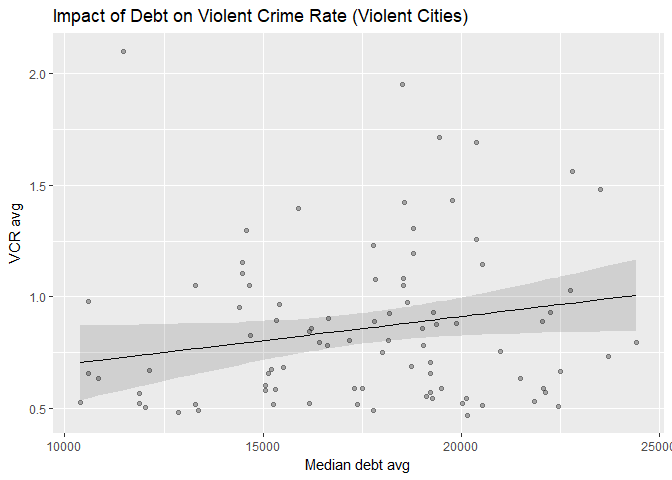 Impact of Debt on Violent Crime Rate (Violent Cities)
2.0
1.5
1.0
0.5
VCR avg
10000
15000
20000
25000
Median debt avg